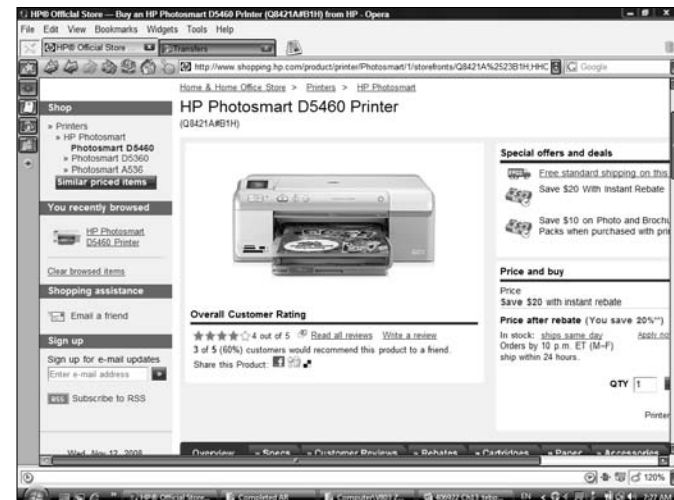 HP® Official Store — Buy an HP Photosmart D5460 Printer (Q8421A#B1H) from HP - Opera
File Edit View Bookmarks Widgets Tools Help
HP® Official Store
Transfers
http://www.shopping.hp.com/product/printer/Photosmart/1/storefronts/Q8421A%2523B1H;HHC
Google
Home & Home Office Store > Printers > HP Photosmart
HP Photosmart D5460 Printer
(Q8421A#B1H)
Shop
» Printers
» HP Photosmart
Photosmart D5460
» Photosmart D5360
» Photosmart A536
Similar priced items
You recently browsed
HP Photosmart
D5460 Printer
Clear browsed items
Shopping assistance
Email a friend
Sign up
Sign up for e-mail updates
Enter e-mail address
RSS Subscribe to RSS
Wed, Nov 12, 2008
Overall Customer Rating
4 out of 5 Read all reviews Write a review
3 of 5 (60%) customers would recommend this product to a friend.
Share this Product:
Special offers and deals
FREE Free standard shipping on this
Save $20 With Instant Rebate
Save $10 on Photo and Brochu
Packs when purchased with prin
Price and buy
Price
Save $20 with instant rebate
Price after rebate (You save 20%**)
In stock: ships same day Apply no
Orders by 10 p.m. ET (M–F)
ship within 24 hours.
QTY 1
Printer
Overview » Specs » Customer Reviews » Rebates » Cartridges » Paper » Accessories
120%
HP® Official Store... Completed AR EN 2:27 AM